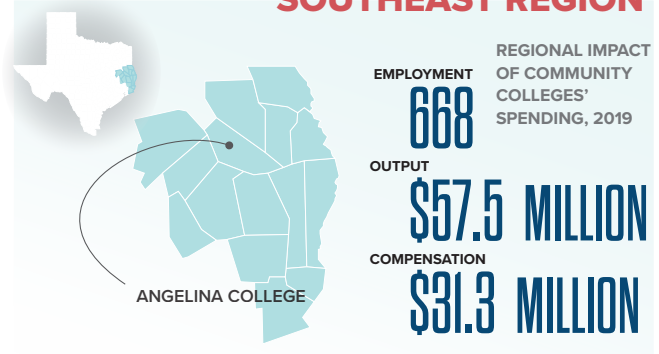 SOUTHEAST REGION
REGIONAL IMPACT
OF COMMUNITY
COLLEGES’
SPENDING, 2019
EMPLOYMENT
668
OUTPUT
$57.5 MILLION
COMPENSATION
$31.3 MILLION
ANGELINA COLLEGE